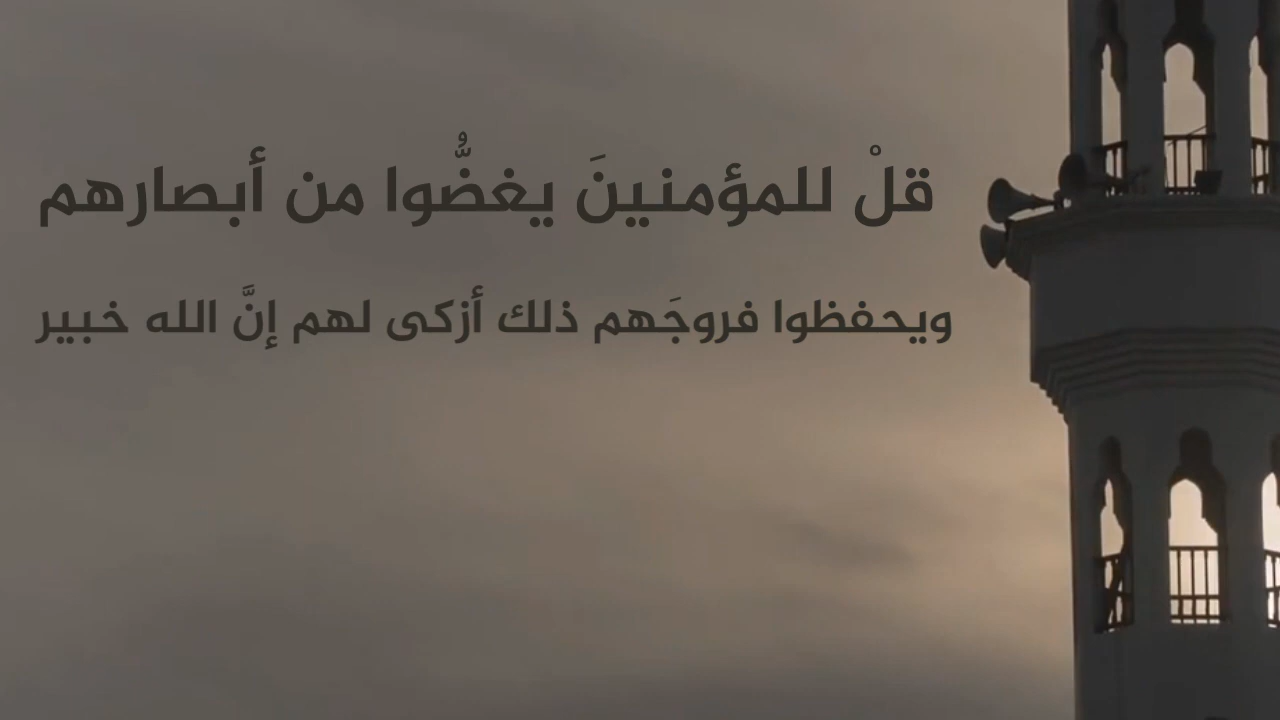 قلْ للمؤمنينَ يغضُّوا من أبصارهم
ويحفظوا فروجَهم ذلك أزكى لهم إنَّ الله خبير